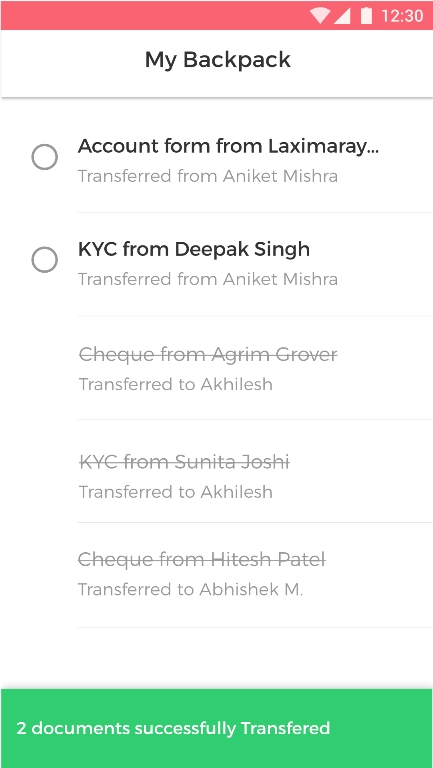 12:30
My Backpack
Account form from Laximaray...
Transferred from Aniket Mishra
KYC from Deepak Singh
Transferred from Aniket Mishra
Cheque from Agrim Grover
Transferred to Akhilesh
KYC from Sunita Joshi
Transferred to Akhilesh
Cheque from Hitesh Patel
Transferred to Abhishek M.
2 documents successfully Transfered